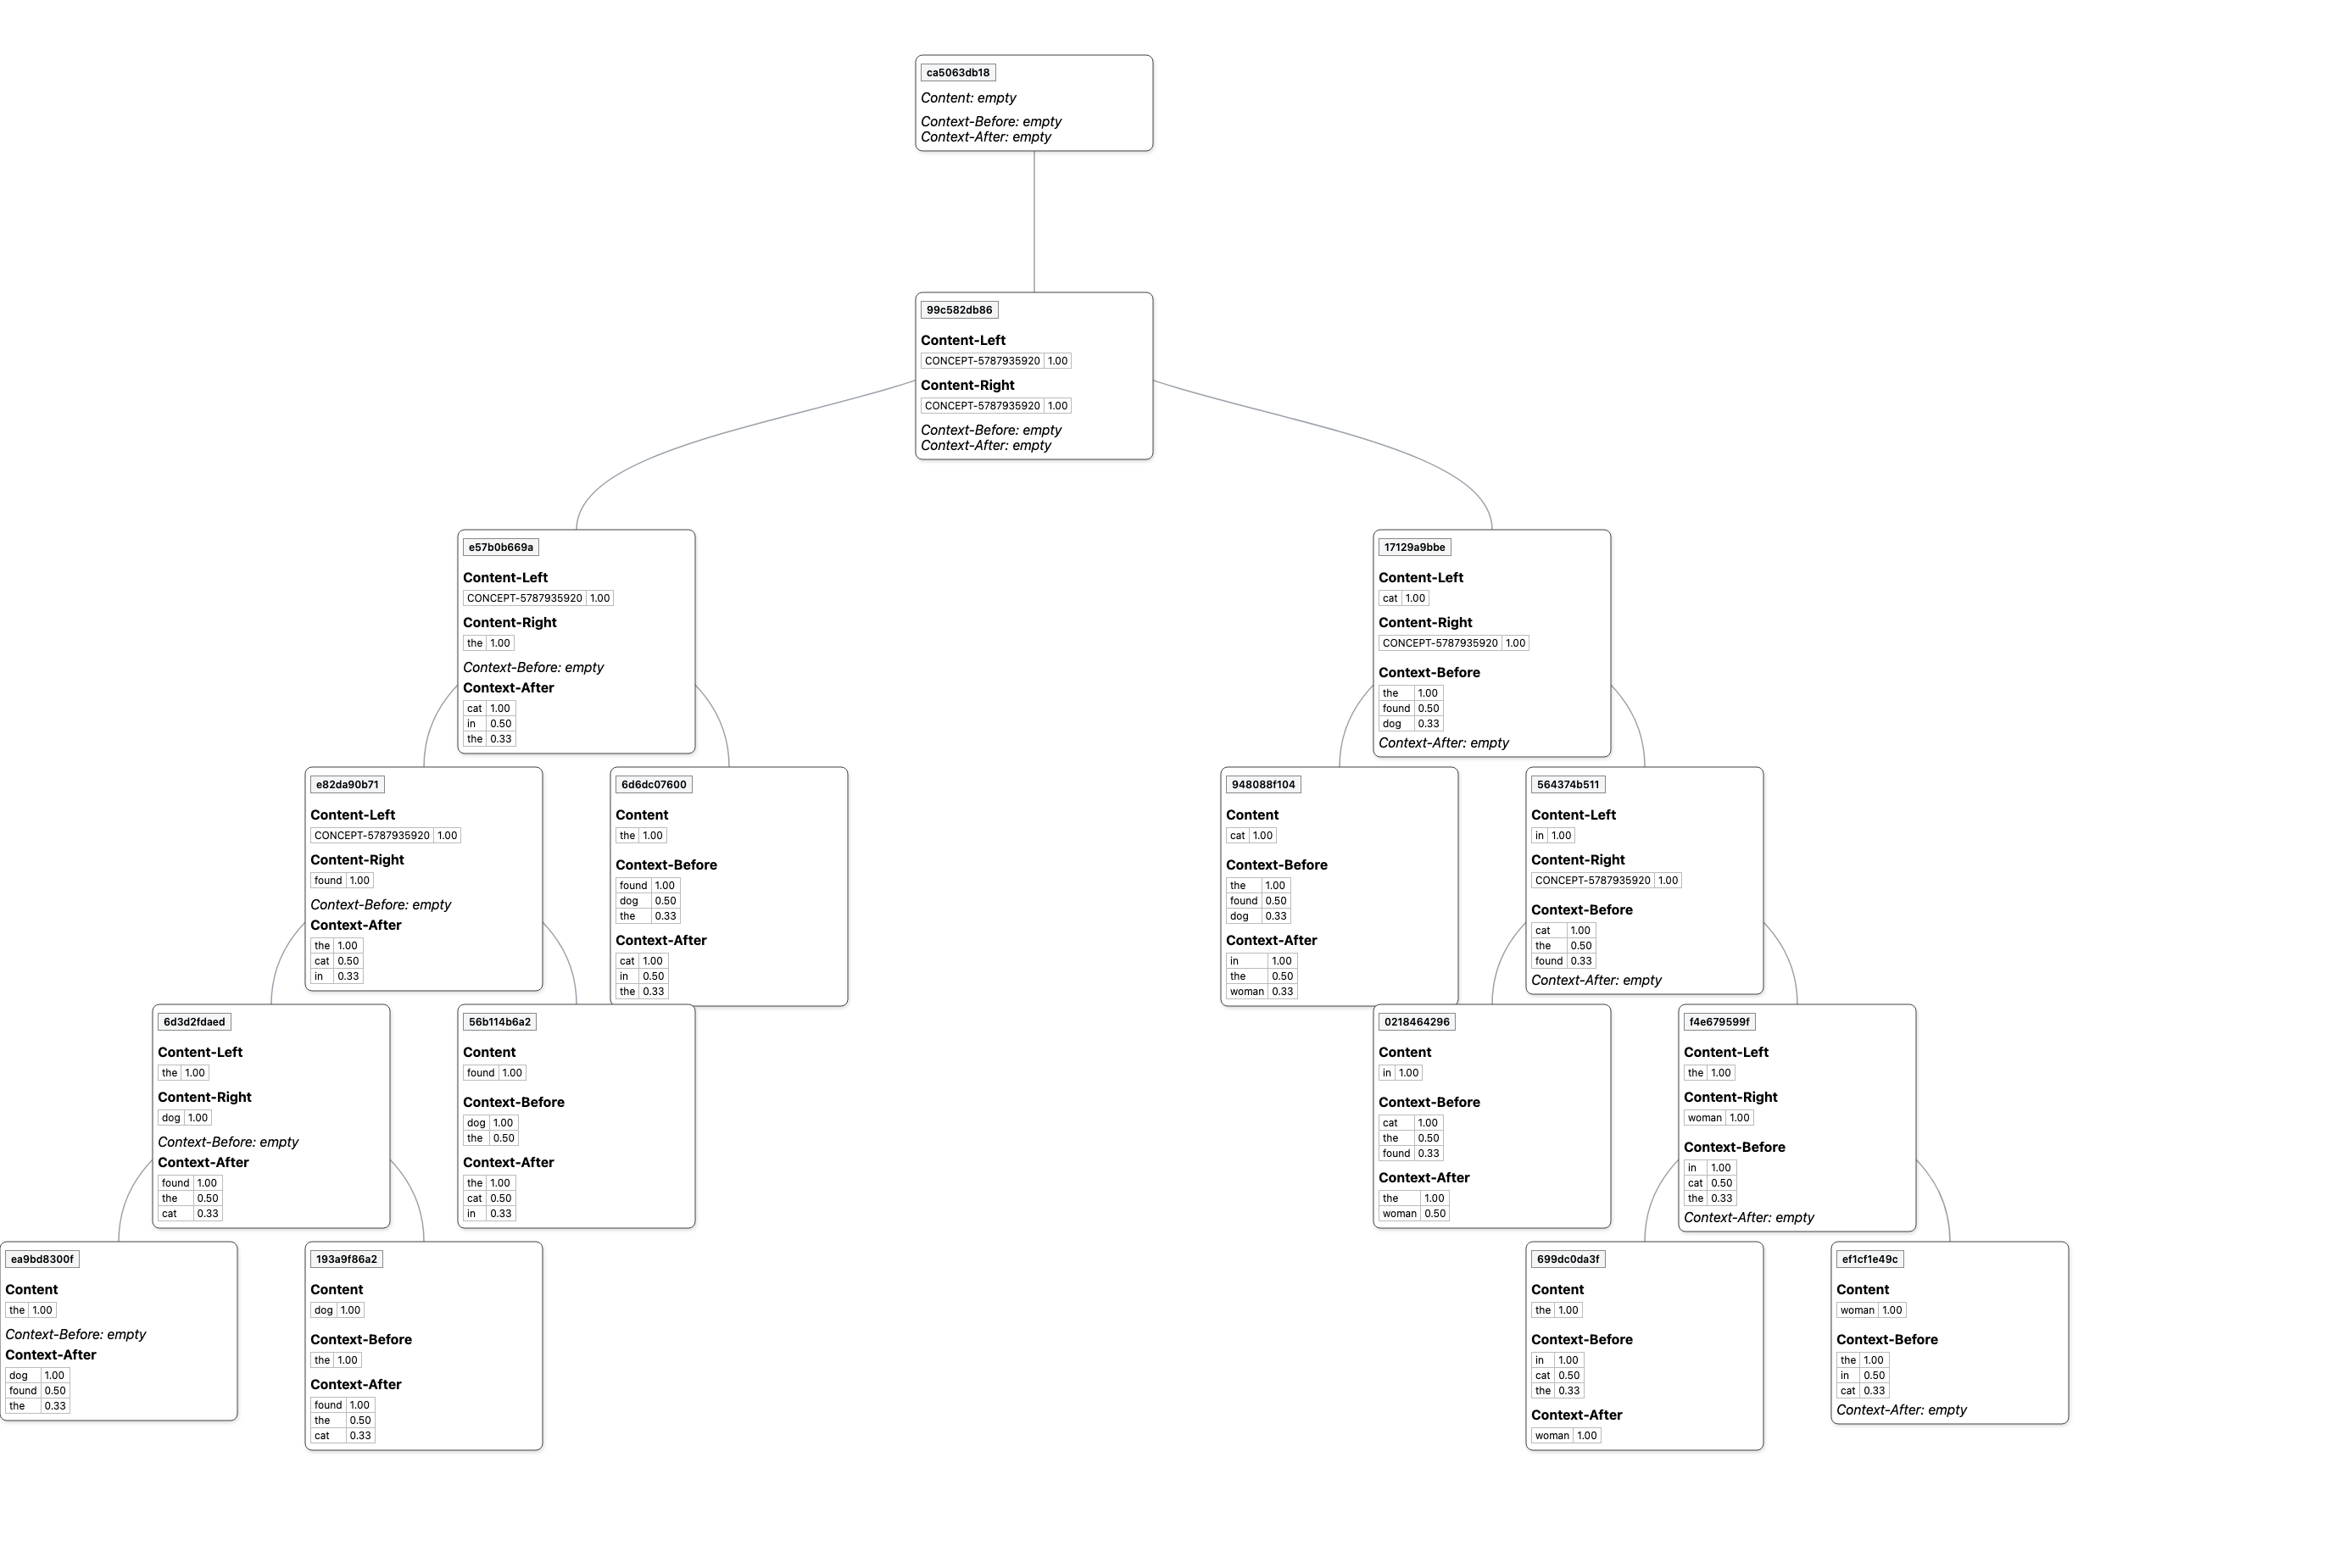 ca5063db18
Content: empty
Context-Before: empty
Context-After: empty
99c582db86
Content-Left
CONCEPT-5787935920 1.00
Content-Right
CONCEPT-5787935920 1.00
Context-Before: empty
Context-After: empty
e57b0b669a
Content-Left
CONCEPT-5787935920 1.00
Content-Right
the 1.00
Context-Before: empty
Context-After
cat 1.00
in 0.50
the 0.33
17129a9bbe
Content-Left
cat 1.00
Content-Right
CONCEPT-5787935920 1.00
Context-Before
the 1.00
found 0.50
dog 0.33
Context-After: empty
e82da90b71
Content-Left
CONCEPT-5787935920 1.00
Content-Right
found 1.00
Context-Before: empty
Context-After
the 1.00
cat 0.50
in 0.33
6d6dc07600
Content
the 1.00
Context-Before
found 1.00
dog 0.50
the 0.33
Context-After
cat 1.00
in 0.50
the 0.33
948088f104
Content
cat 1.00
Context-Before
the 1.00
found 0.50
dog 0.33
Context-After
in 1.00
the 0.50
woman 0.33
564374b511
Content-Left
in 1.00
Content-Right
CONCEPT-5787935920 1.00
Context-Before
cat 1.00
the 0.50
found 0.33
Context-After: empty
6d3d2fdaed
Content-Left
the 1.00
Content-Right
dog 1.00
Context-Before: empty
Context-After
found 1.00
the 0.50
cat 0.33
56b114b6a2
Content
found 1.00
Context-Before
dog 1.00
the 0.50
Context-After
the 1.00
cat 0.50
in 0.33
0218464296
Content
in 1.00
Context-Before
cat 1.00
the 0.50
found 0.33
Context-After
the 1.00
woman 0.50
f4e679599f
Content-Left
the 1.00
Content-Right
woman 1.00
Context-Before
in 1.00
cat 0.50
the 0.33
Context-After: empty
ea9bd8300f
Content
the 1.00
Context-Before: empty
Context-After
dog 1.00
found 0.50
the 0.33
193a9f86a2
Content
dog 1.00
Context-Before
the 1.00
Context-After
found 1.00
the 0.50
cat 0.33
699dc0da3f
Content
the 1.00
Context-Before
in 1.00
cat 0.50
the 0.33
Context-After
woman 1.00
ef1cf1e49c
Content
woman 1.00
Context-Before
the 1.00
in 0.50
cat 0.33
Context-After: empty